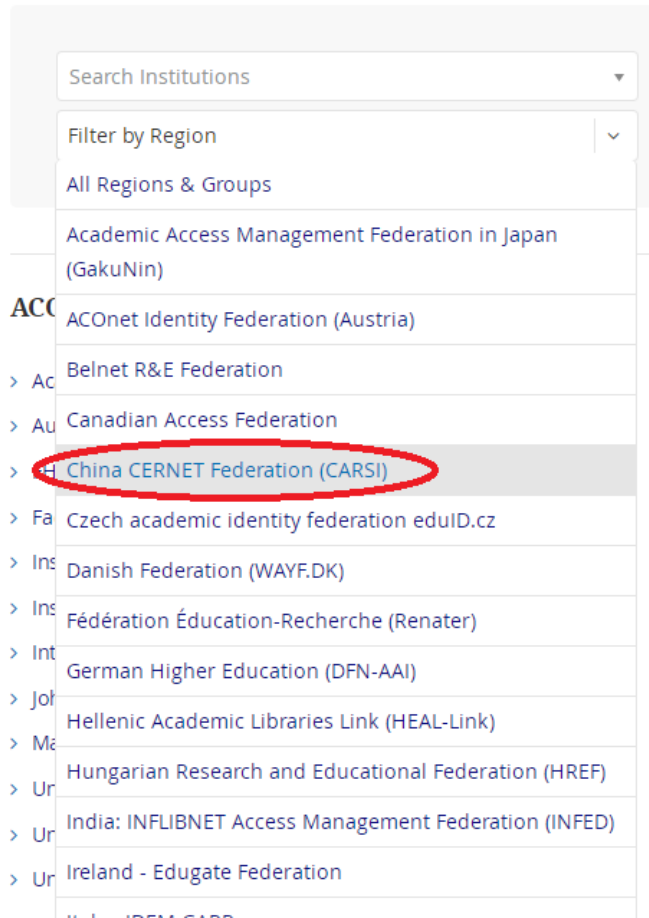 Search Institutions
Filter by Region
All Regions & Groups
Academic Access Management Federation in Japan
(GakuNin)
ACOnet Identity Federation (Austria)
Belnet R&E Federation
Canadian Access Federation
China CERNET Federation (CARSI)
Czech academic identity federation eduID.cz
Danish Federation (WAYF.DK)
Fédération Éducation-Recherche (Renater)
German Higher Education (DFN-AAI)
Hellenic Academic Libraries Link (HEAL-Link)
Hungarian Research and Educational Federation (HREF)
India: INFLIBNET Access Management Federation (INFED)
Ireland - Edugate Federation